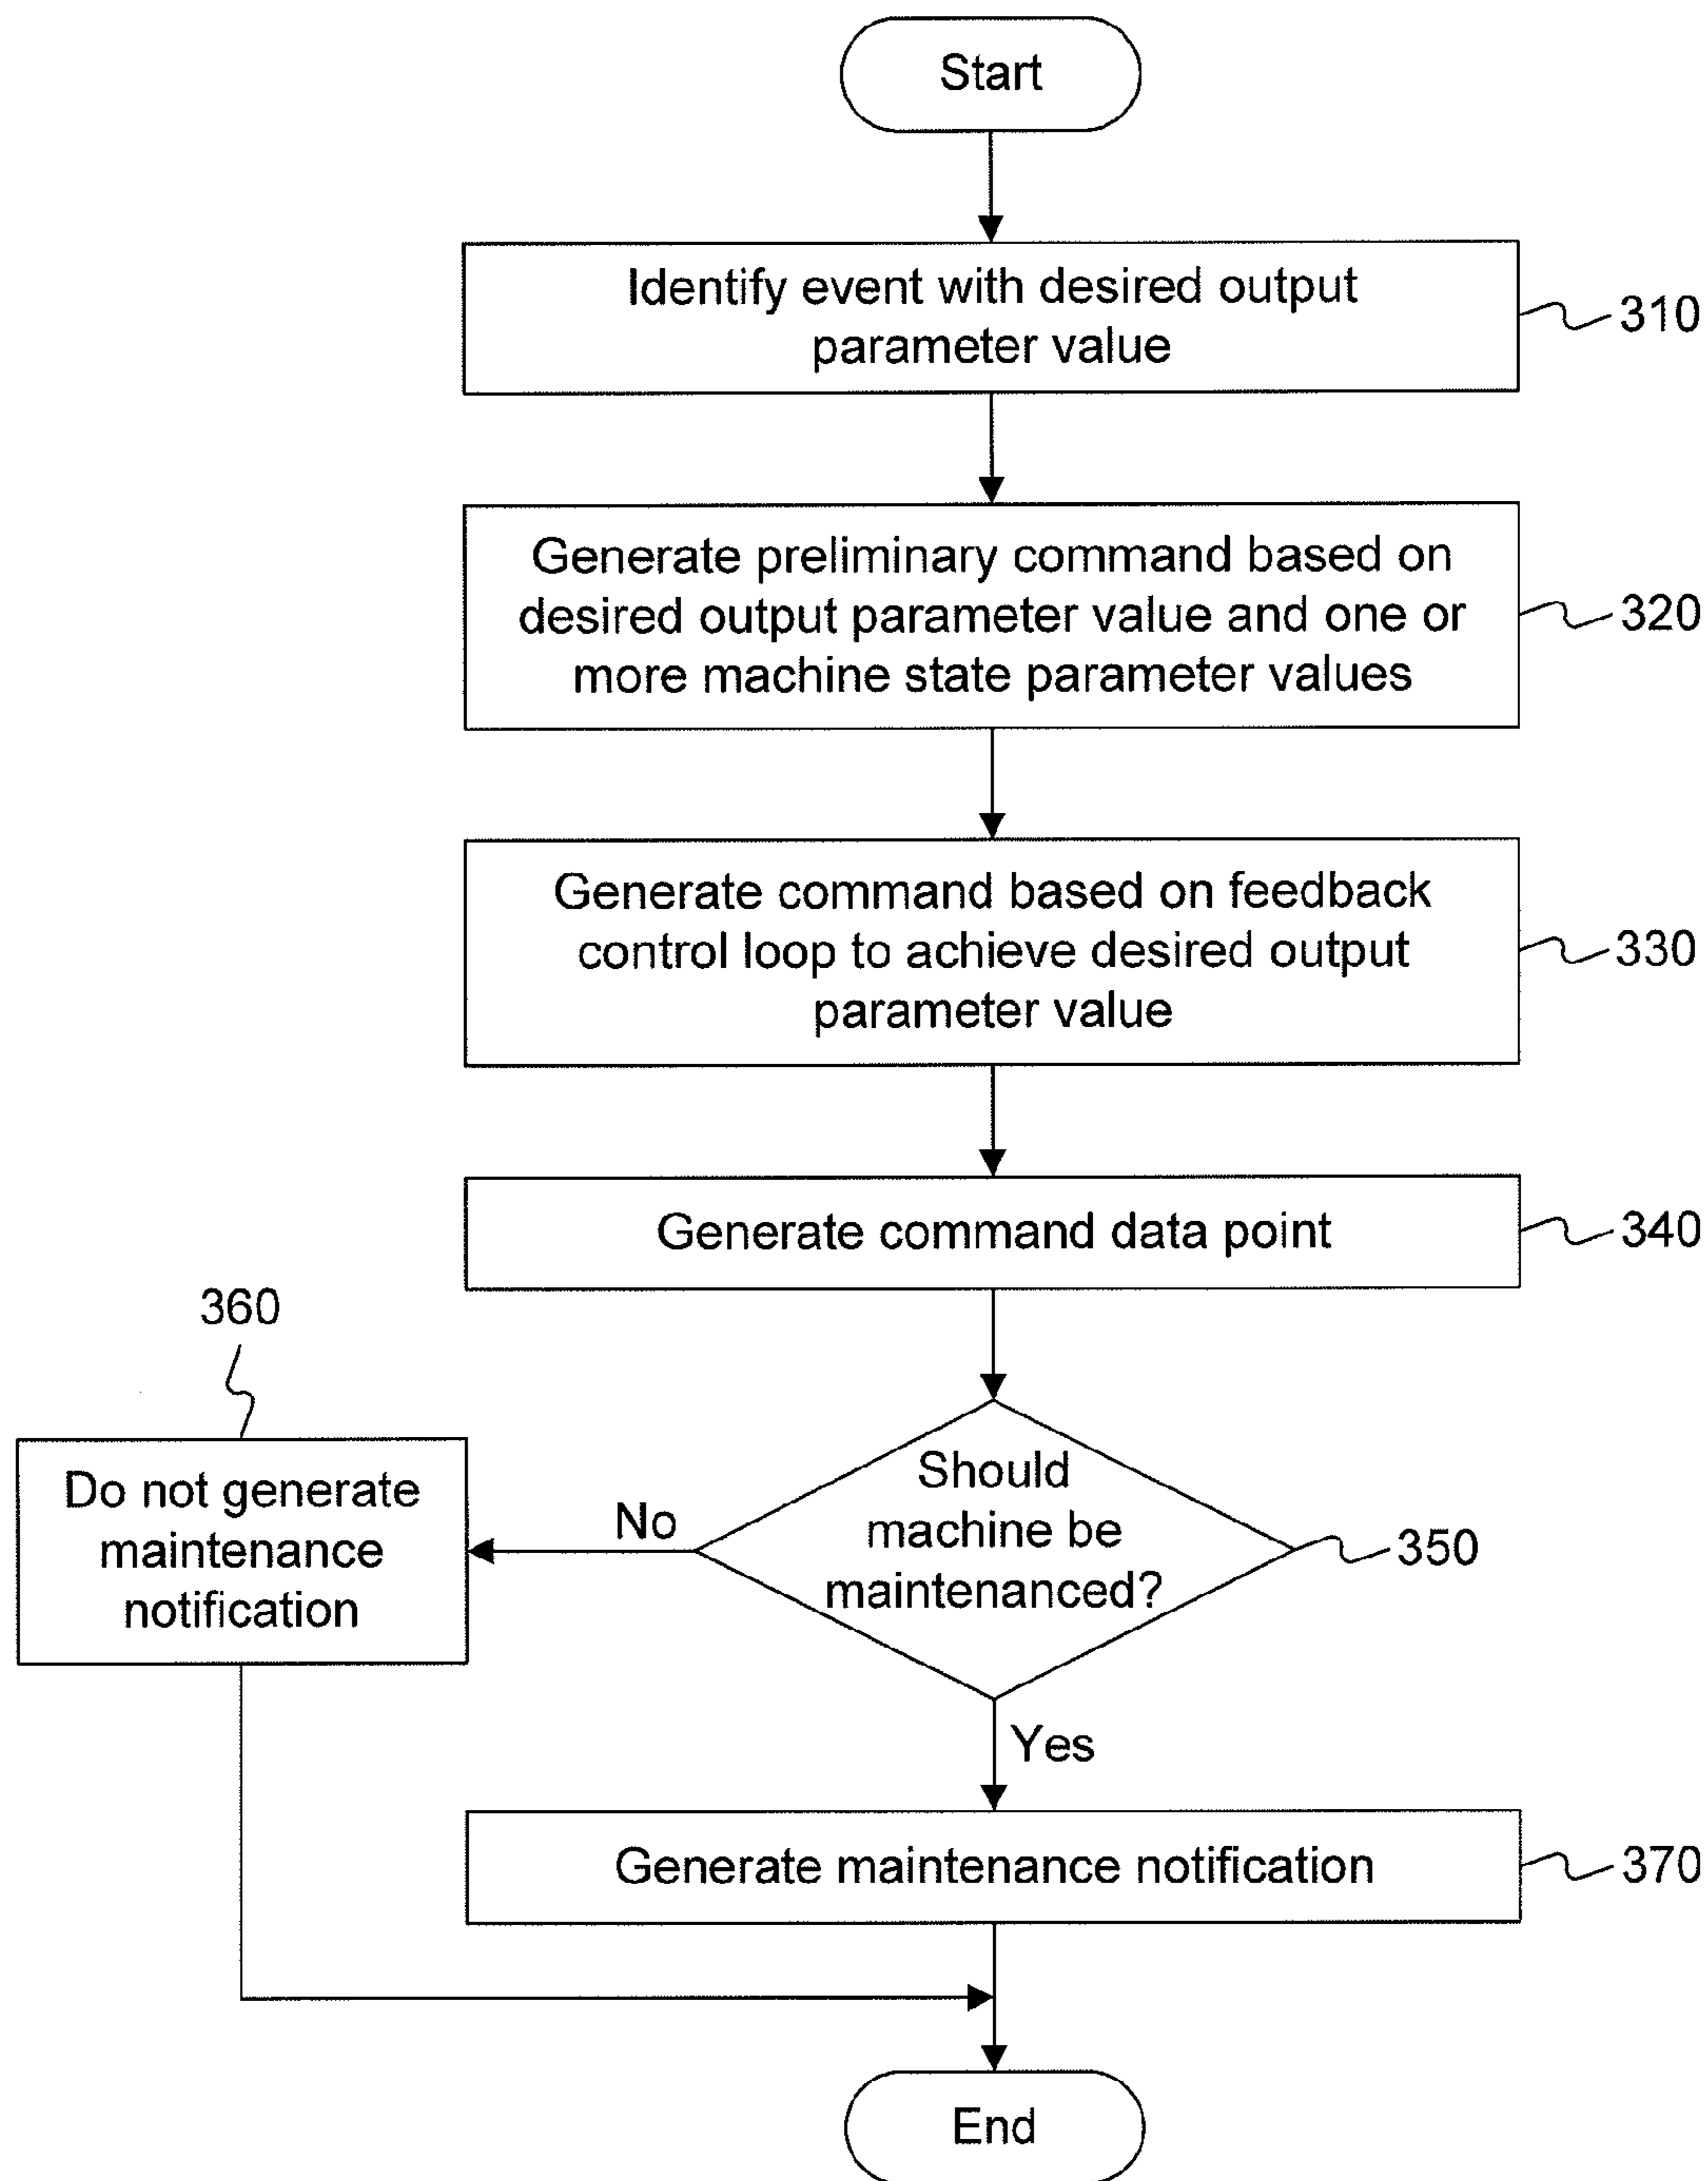 Start
Identify event with desired output
parameter value
310
Generate preliminary command based on
desired output parameter value and one or
more machine state parameter values
320
Generate command based on feedback
control loop to achieve desired output
parameter value
330
Generate command data point
340
360
Do not generate
maintenance
notification
No
Should
machine be
maintenanced?
350
Yes
Generate maintenance notification
370
End